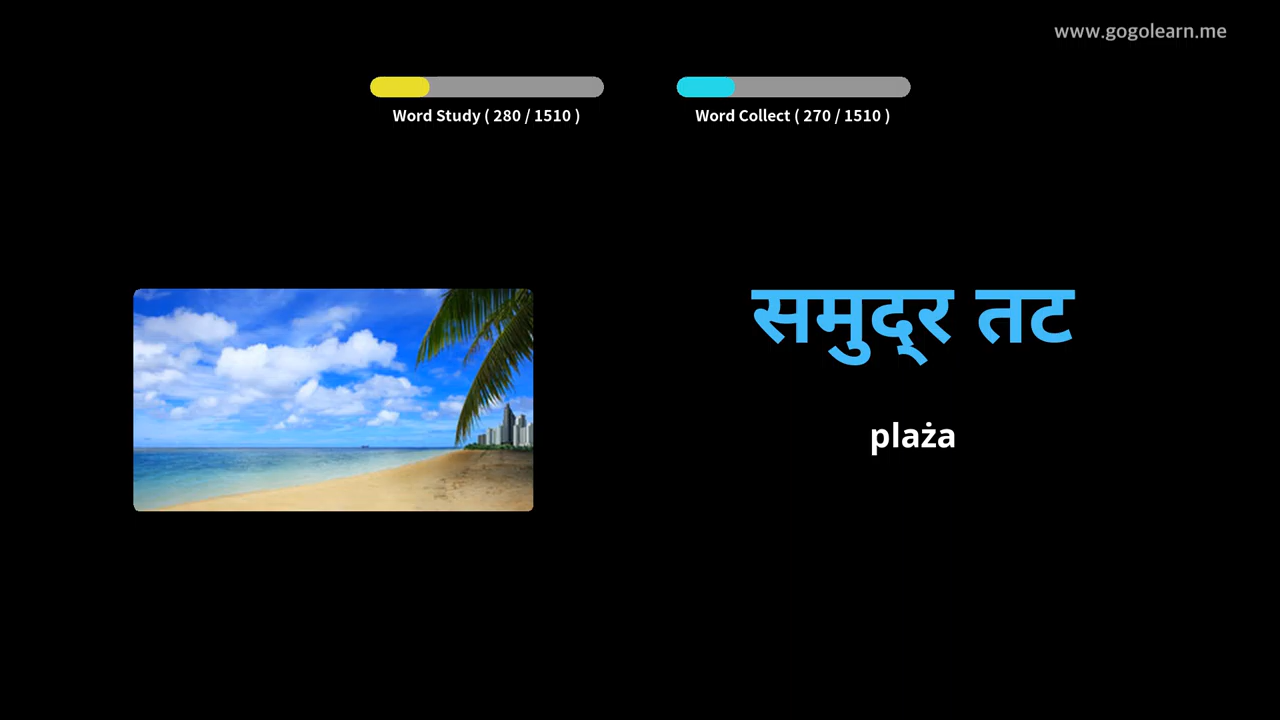 www.gogolearn.me
Word Study ( 280 / 1510 )
Word Collect ( 270 / 1510 )
समुद्र तट
plaża